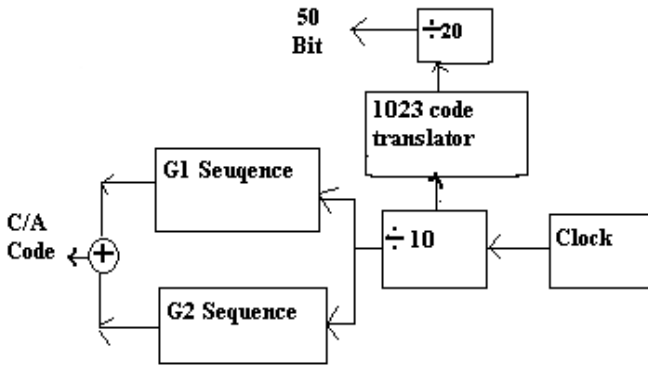 50
Bit
÷20
1023 code
translator
G1 Seuqence
C/A
Code
+
÷10
Clock
G2 Sequence